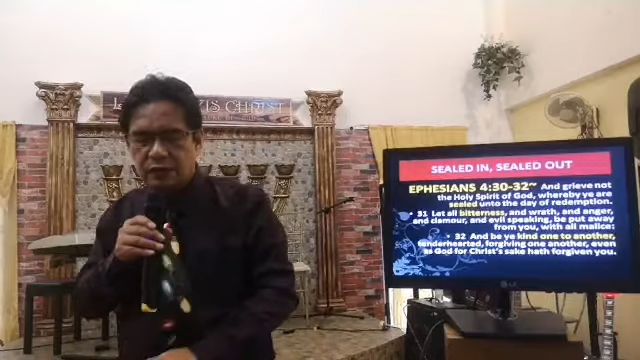 IS CHRIST
SEALED IN, SEALED OUT
EPHESIANS 4:30-32~ And grieve not
the Holy Spirit of God, whereby ye are
sealed unto the day of redemption.
31 Let all bitterness, and wrath, and anger,
and clamour, and evil speaking, be put away
from you, with all malice:
32 And be ye kind one to another,
tenderhearted, forgiving one another, even
as God for Christ's sake hath forgiven you.
LG